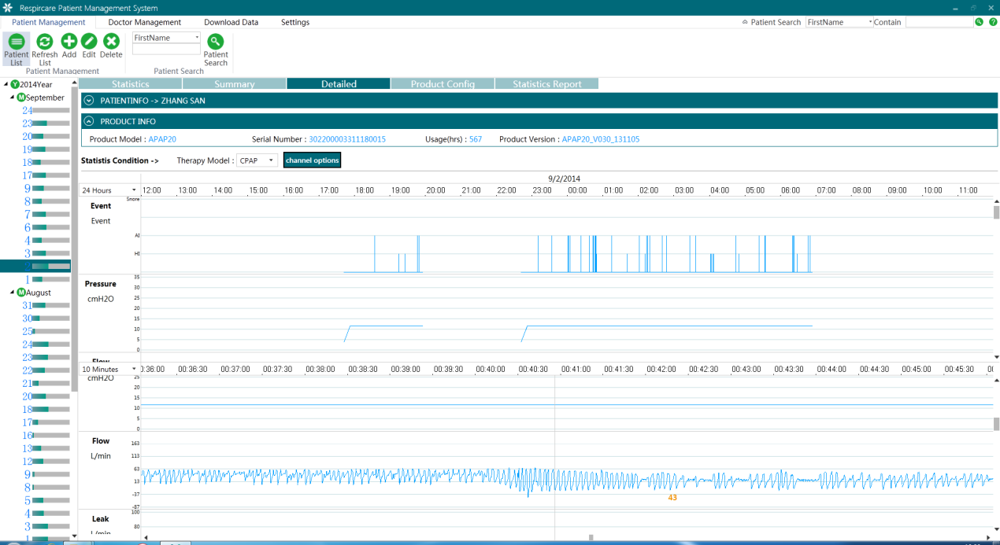 Respircare Patient Management System
Patient Management Doctor Management Download Data Settings
Patient Search FirstName Contain
Patient List Refresh List Add Edit Delete
FirstName
Patient Search
Patient Management Patient Search
Y 2014Year
M September
24
23
20
19
18
17
9
8
7
6
4
3
2
1
M August
31
30
25
24
23
22
21
20
18
17
16
13
12
9
8
5
4
3
1
Statistics Summary Detailed Product Config Statistics Report
PATIENTINFO -> ZHANG SAN
PRODUCT INFO
Product Model : APAP20 Serial Number : 302200003311180015 Usage(hrs) : 567 Product Version : APAP20_V030_131105
Statistis Condition -> Therapy Model : CPAP channel options
9/2/2014
24 Hours 12:00 13:00 14:00 15:00 16:00 17:00 18:00 19:00 20:00 21:00 22:00 23:00 00:00 01:00 02:00 03:00 04:00 05:00 06:00 07:00 08:00 09:00 10:00 11:00
Snore
Event
Event
AI
HI
Pressure
cmH2O
35
30
25
20
15
10
5
0
Flow
10 Minutes 0:36:00 00:36:30 00:37:00 00:37:30 00:38:00 00:38:30 00:39:00 00:39:30 00:40:00 00:40:30 00:41:00 00:41:30 00:42:00 00:42:30 00:43:00 00:43:30 00:44:00 00:44:30 00:45:00 00:45:30
cmH2O
25
20
15
10
5
0
Flow
L/min
163
113
63
13
-37
-87
43
Leak
L/min
100
80